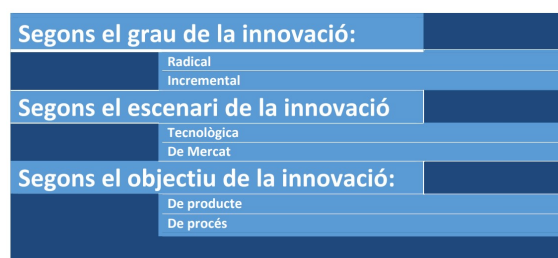 Segons el grau de la innovació:
Radical
Incremental
Segons el escenari de la innovació
Tecnològica
De Mercat
Segons el objectiu de la innovació:
De producte
De procés